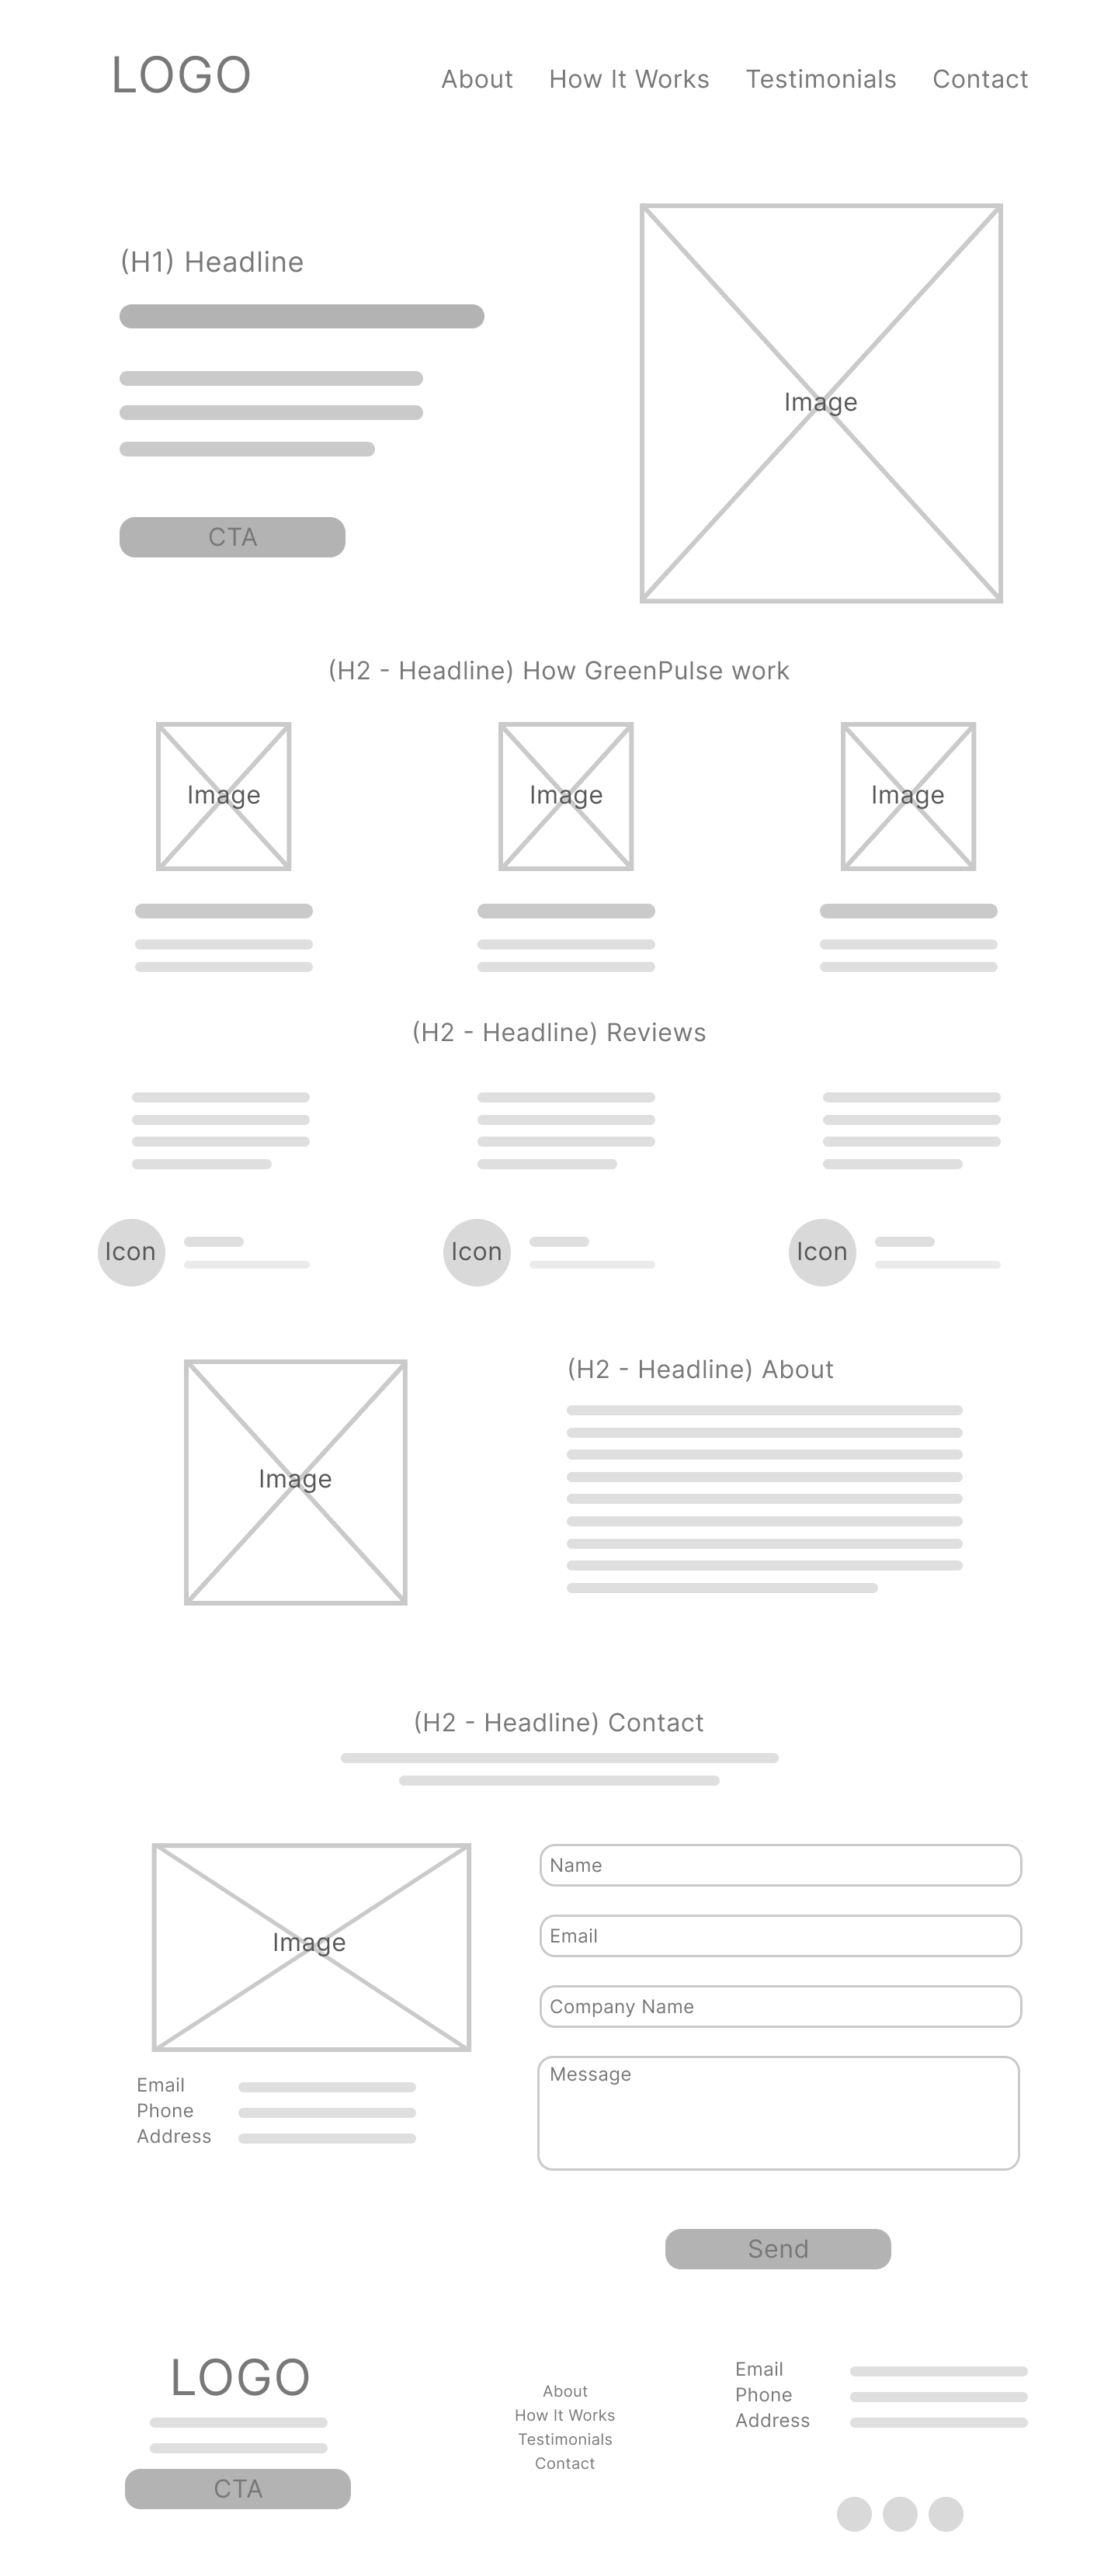 LOGO
About How It Works Testimonials Contact
(H1) Headline
CTA
Image
(H2 - Headline) How GreenPulse work
Image Image Image
(H2 - Headline) Reviews
Icon Icon Icon
Image
(H2 - Headline) About
(H2 - Headline) Contact
Image
Email
Phone
Address
Name
Email
Company Name
Message
Send
LOGO
CTA
About
How It Works
Testimonials
Contact
Email
Phone
Address